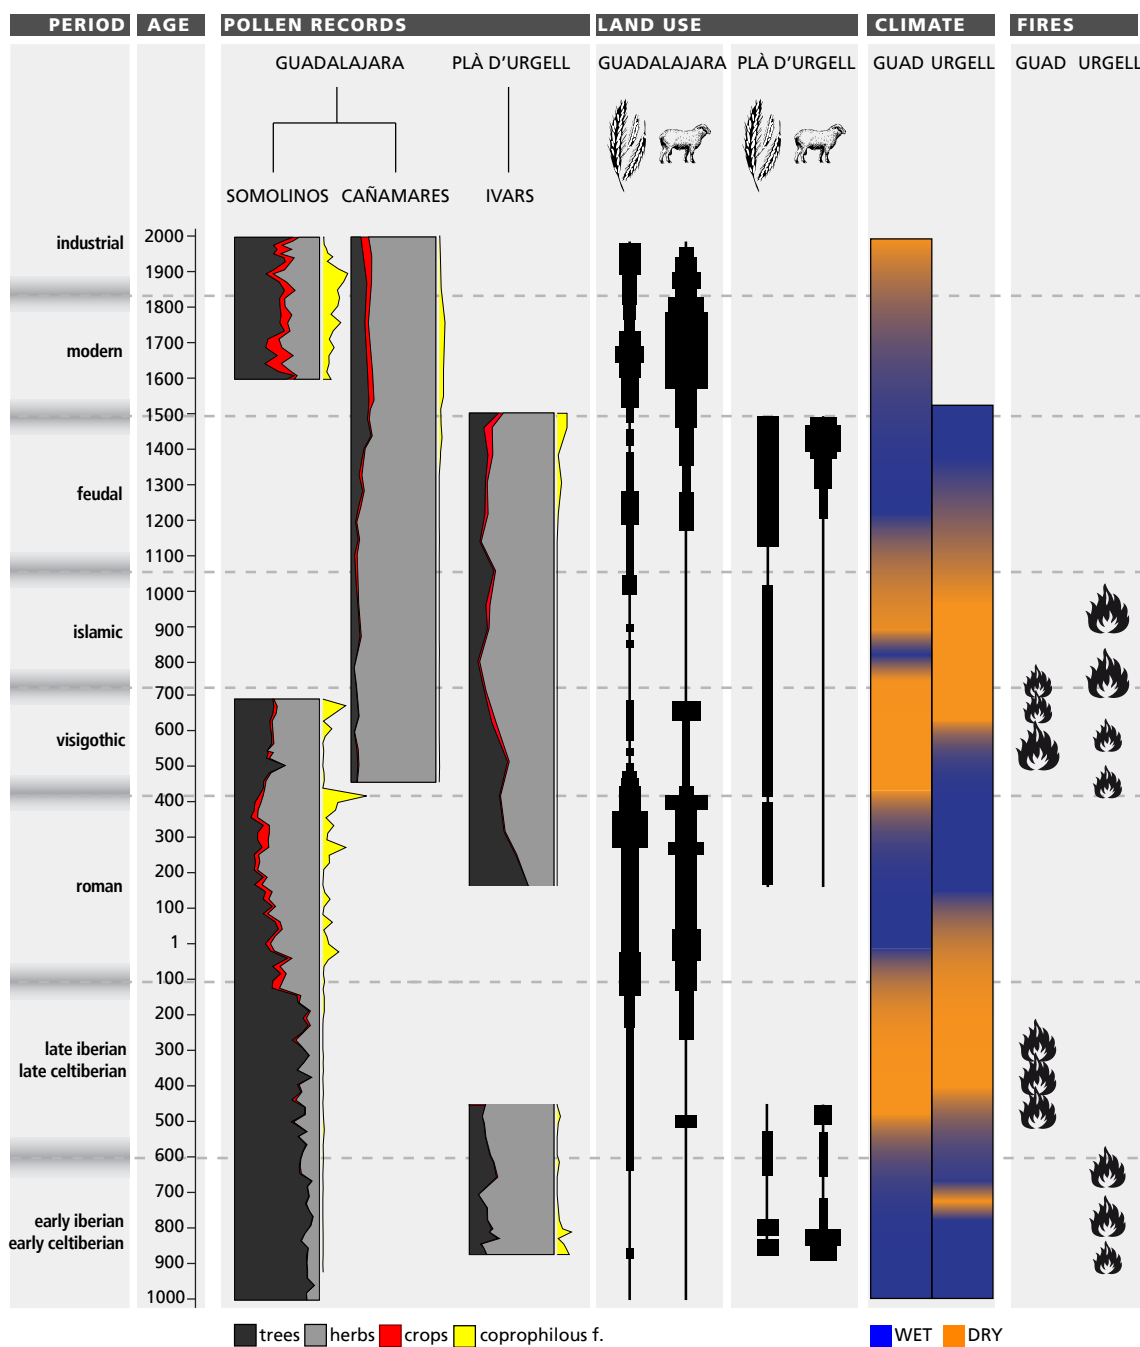 PERIOD AGE POLLEN RECORDS LAND USE CLIMATE FIRES
GUADALAJARA PLÀ D'URGELL GUADALAJARA PLÀ D'URGELL GUAD URGELL GUAD URGELL
SOMOLINOS CAÑAMARES IVARS
2000
industrial
1900
1800
1700
modern
1600
1500
1400
1300
feudal
1200
1100
1000
900
islamic
800
700
600
visigothic
500
400
300
200
roman
100
1
100
200
300
late iberian
late celtiberian
400
500
600
700
800
early iberian
early celtiberian
900
1000
trees herbs crops coprophilous f. WET DRY